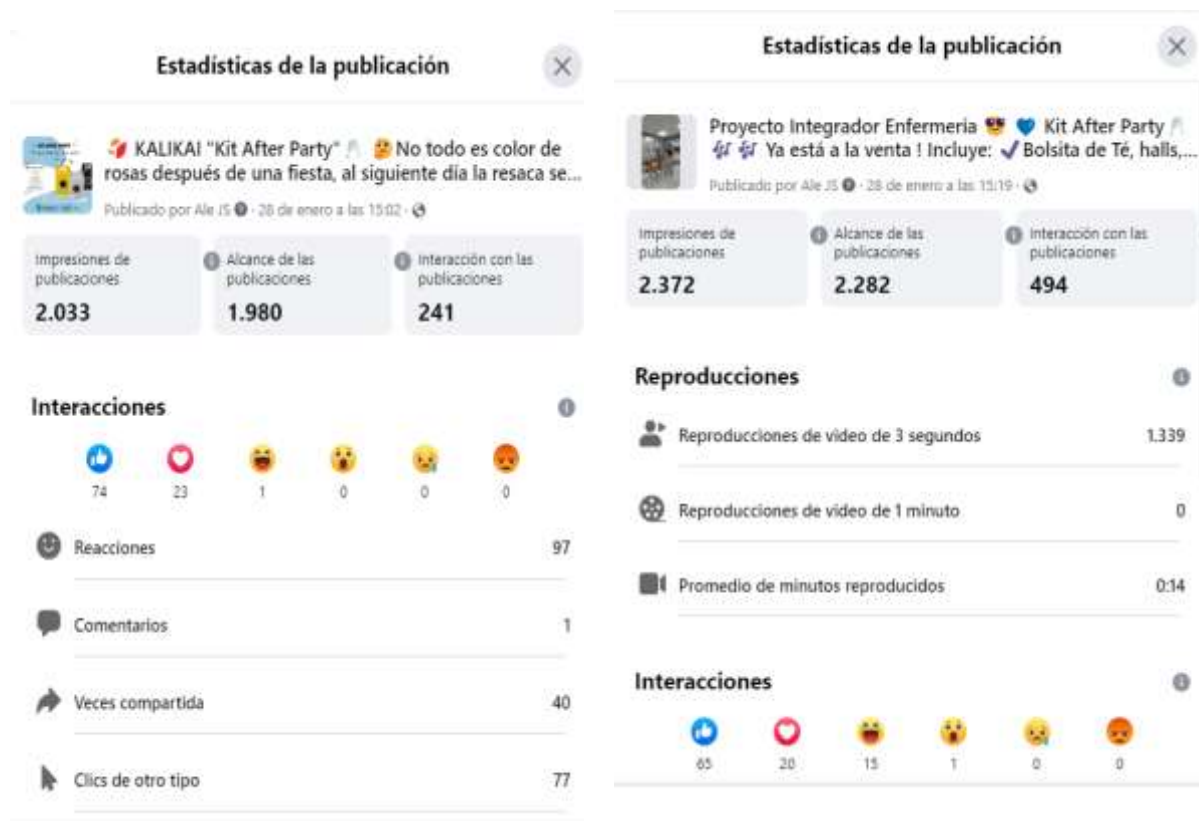 Estadísticas de la publicación
KALIKAI "Kit After Party" No todo es color de
rosas después de una fiesta, al siguiente día la resaca se...
Publicado por Ale JS · 28 de enero a las 15:02 ·
Impresiones de publicaciones
2.033
Alcance de las publicaciones
1.980
Interacción con las publicaciones
241
Interacciones
74 23 1 0 0 0
Reacciones 97
Comentarios 1
Veces compartida 40
Clics de otro tipo 77
Estadísticas de la publicación
Proyecto Integrador Enfermeria Kit After Party
Ya está a la venta ! Incluye: Bolsita de Té, halls,...
Publicado por Ale JS · 28 de enero a las 15:19 ·
Impresiones de publicaciones
2.372
Alcance de las publicaciones
2.282
Interacción con las publicaciones
494
Reproducciones
Reproducciones de video de 3 segundos 1.339
Reproducciones de video de 1 minuto 0
Promedio de minutos reproducidos 0:14
Interacciones
65 20 15 1 0 0